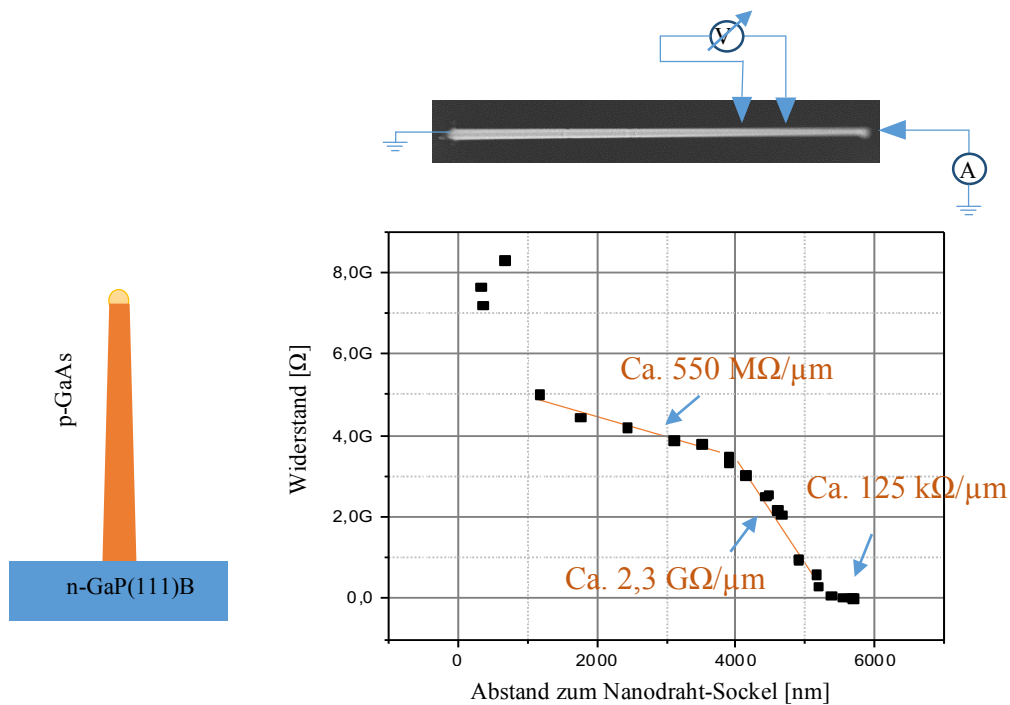 V
A
p-GaAs
n-GaP(111)B
Widerstand [Ω]
8,0G
6,0G
4,0G
2,0G
0,0
Ca. 550 MΩ/µm
Ca. 125 kΩ/µm
Ca. 2,3 GΩ/µm
0
2000
4000
6000
Abstand zum Nanodraht-Sockel [nm]